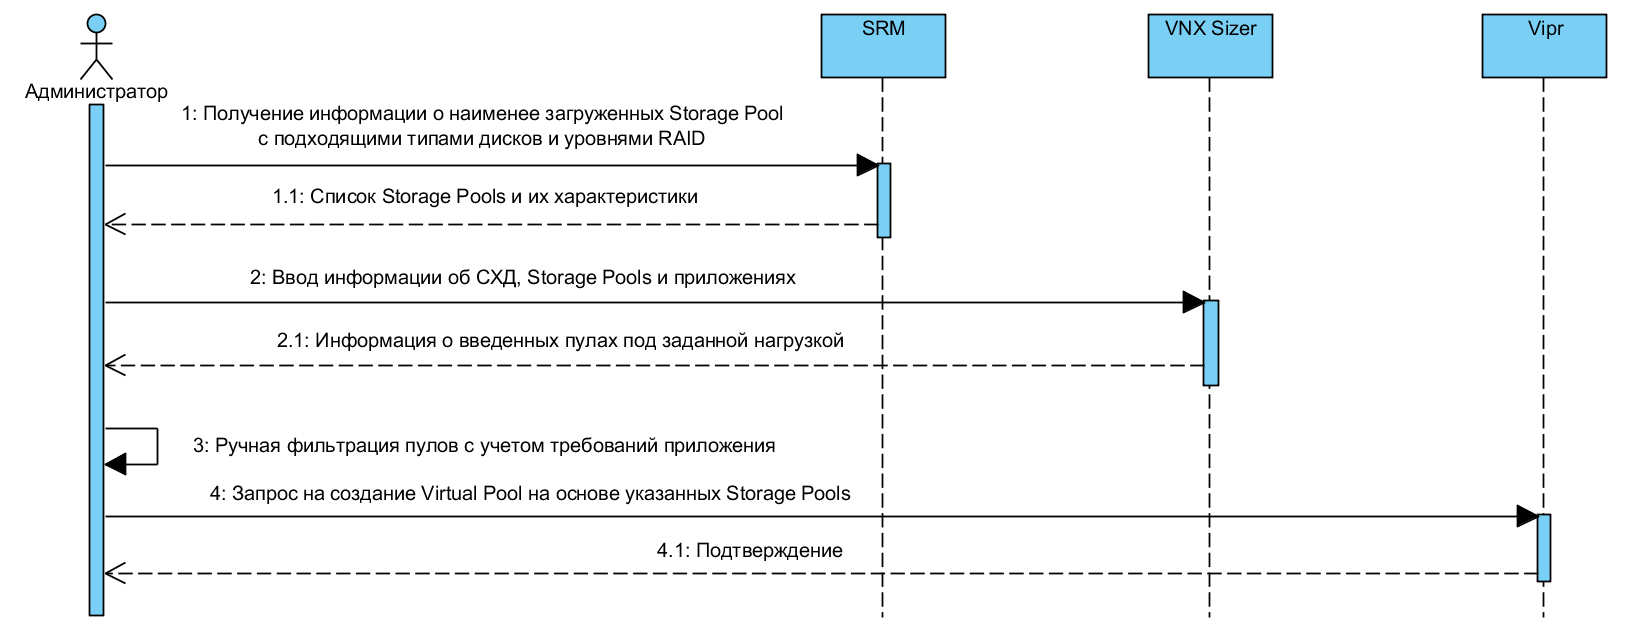 SRM
VNX Sizer
Vipr
Администратор
1: Получение информации о наименее загруженных Storage Pool
с подходящими типами дисков и уровнями RAID
1.1: Список Storage Pools и их характеристики
2: Ввод информации об СХД, Storage Pools и приложениях
2.1: Информация о введенных пулах под заданной нагрузкой
3: Ручная фильтрация пулов с учетом требований приложения
4: Запрос на создание Virtual Pool на основе указанных Storage Pools
4.1: Подтверждение